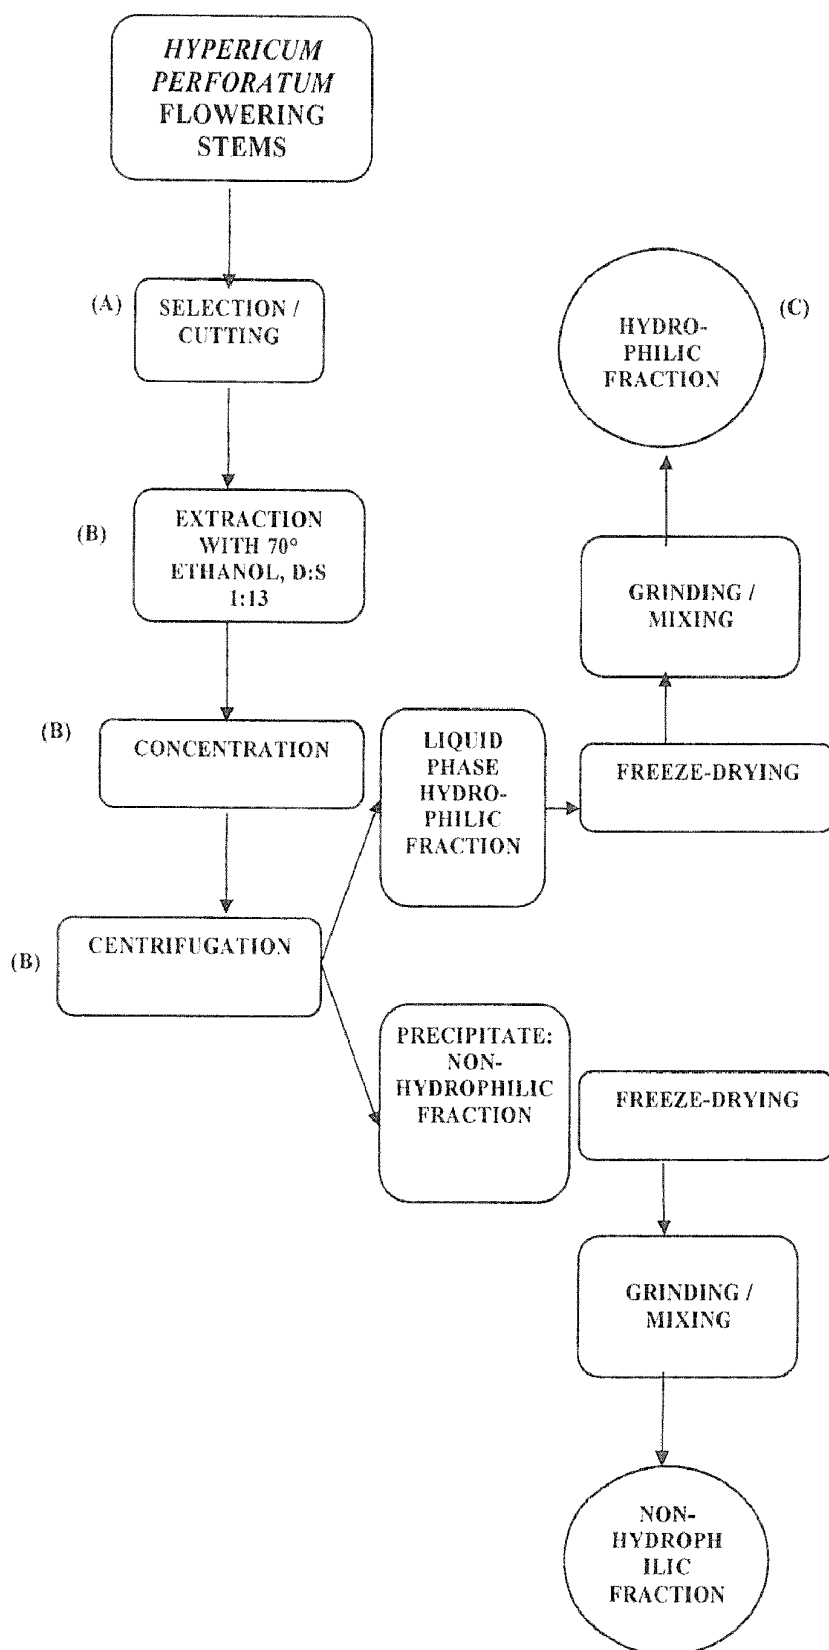 HYPERICUM
PERFORATUM
FLOWERING
STEMS
(A)
SELECTION /
CUTTING
(B)
EXTRACTION
WITH 70°
ETHANOL, D:S
1:13
(B)
CONCENTRATION
(B)
CENTRIFUGATION
LIQUID
PHASE
HYDRO-
PHILIC
FRACTION
FREEZE-DRYING
GRINDING /
MIXING
(C)
HYDRO-
PHILIC
FRACTION
PRECIPITATE:
NON-
HYDROPHILIC
FRACTION
FREEZE-DRYING
GRINDING /
MIXING
NON-
HYDROPH
ILIC
FRACTION